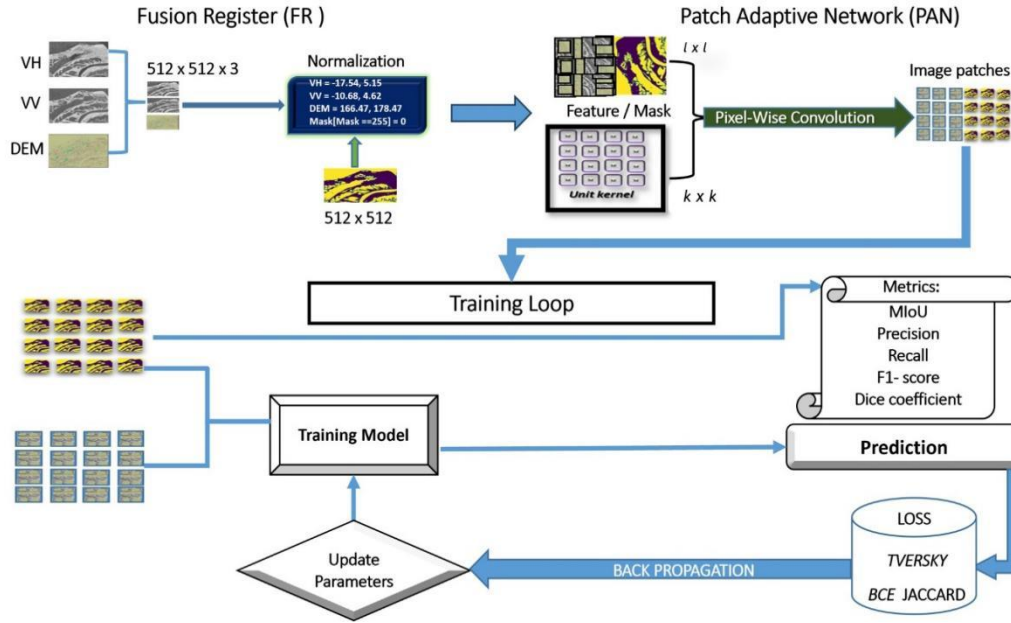 Fusion Register (FR )
Patch Adaptive Network (PAN)
VH
VV
DEM
512 x 512 x 3
Normalization
VH = -17.54, 5.15
VV = -10.68, 4.62
DEM = 166.47, 178.47
Mask[Mask ==255] = 0
512 x 512
l x l
Feature / Mask
Unit kernel
k x k
Pixel-Wise Convolution
Image patches
Training Loop
Metrics:
MIoU
Precision
Recall
F1- score
Dice coefficient
Training Model
Prediction
LOSS
TVERSKY
BCE JACCARD
BACK PROPAGATION
Update
Parameters